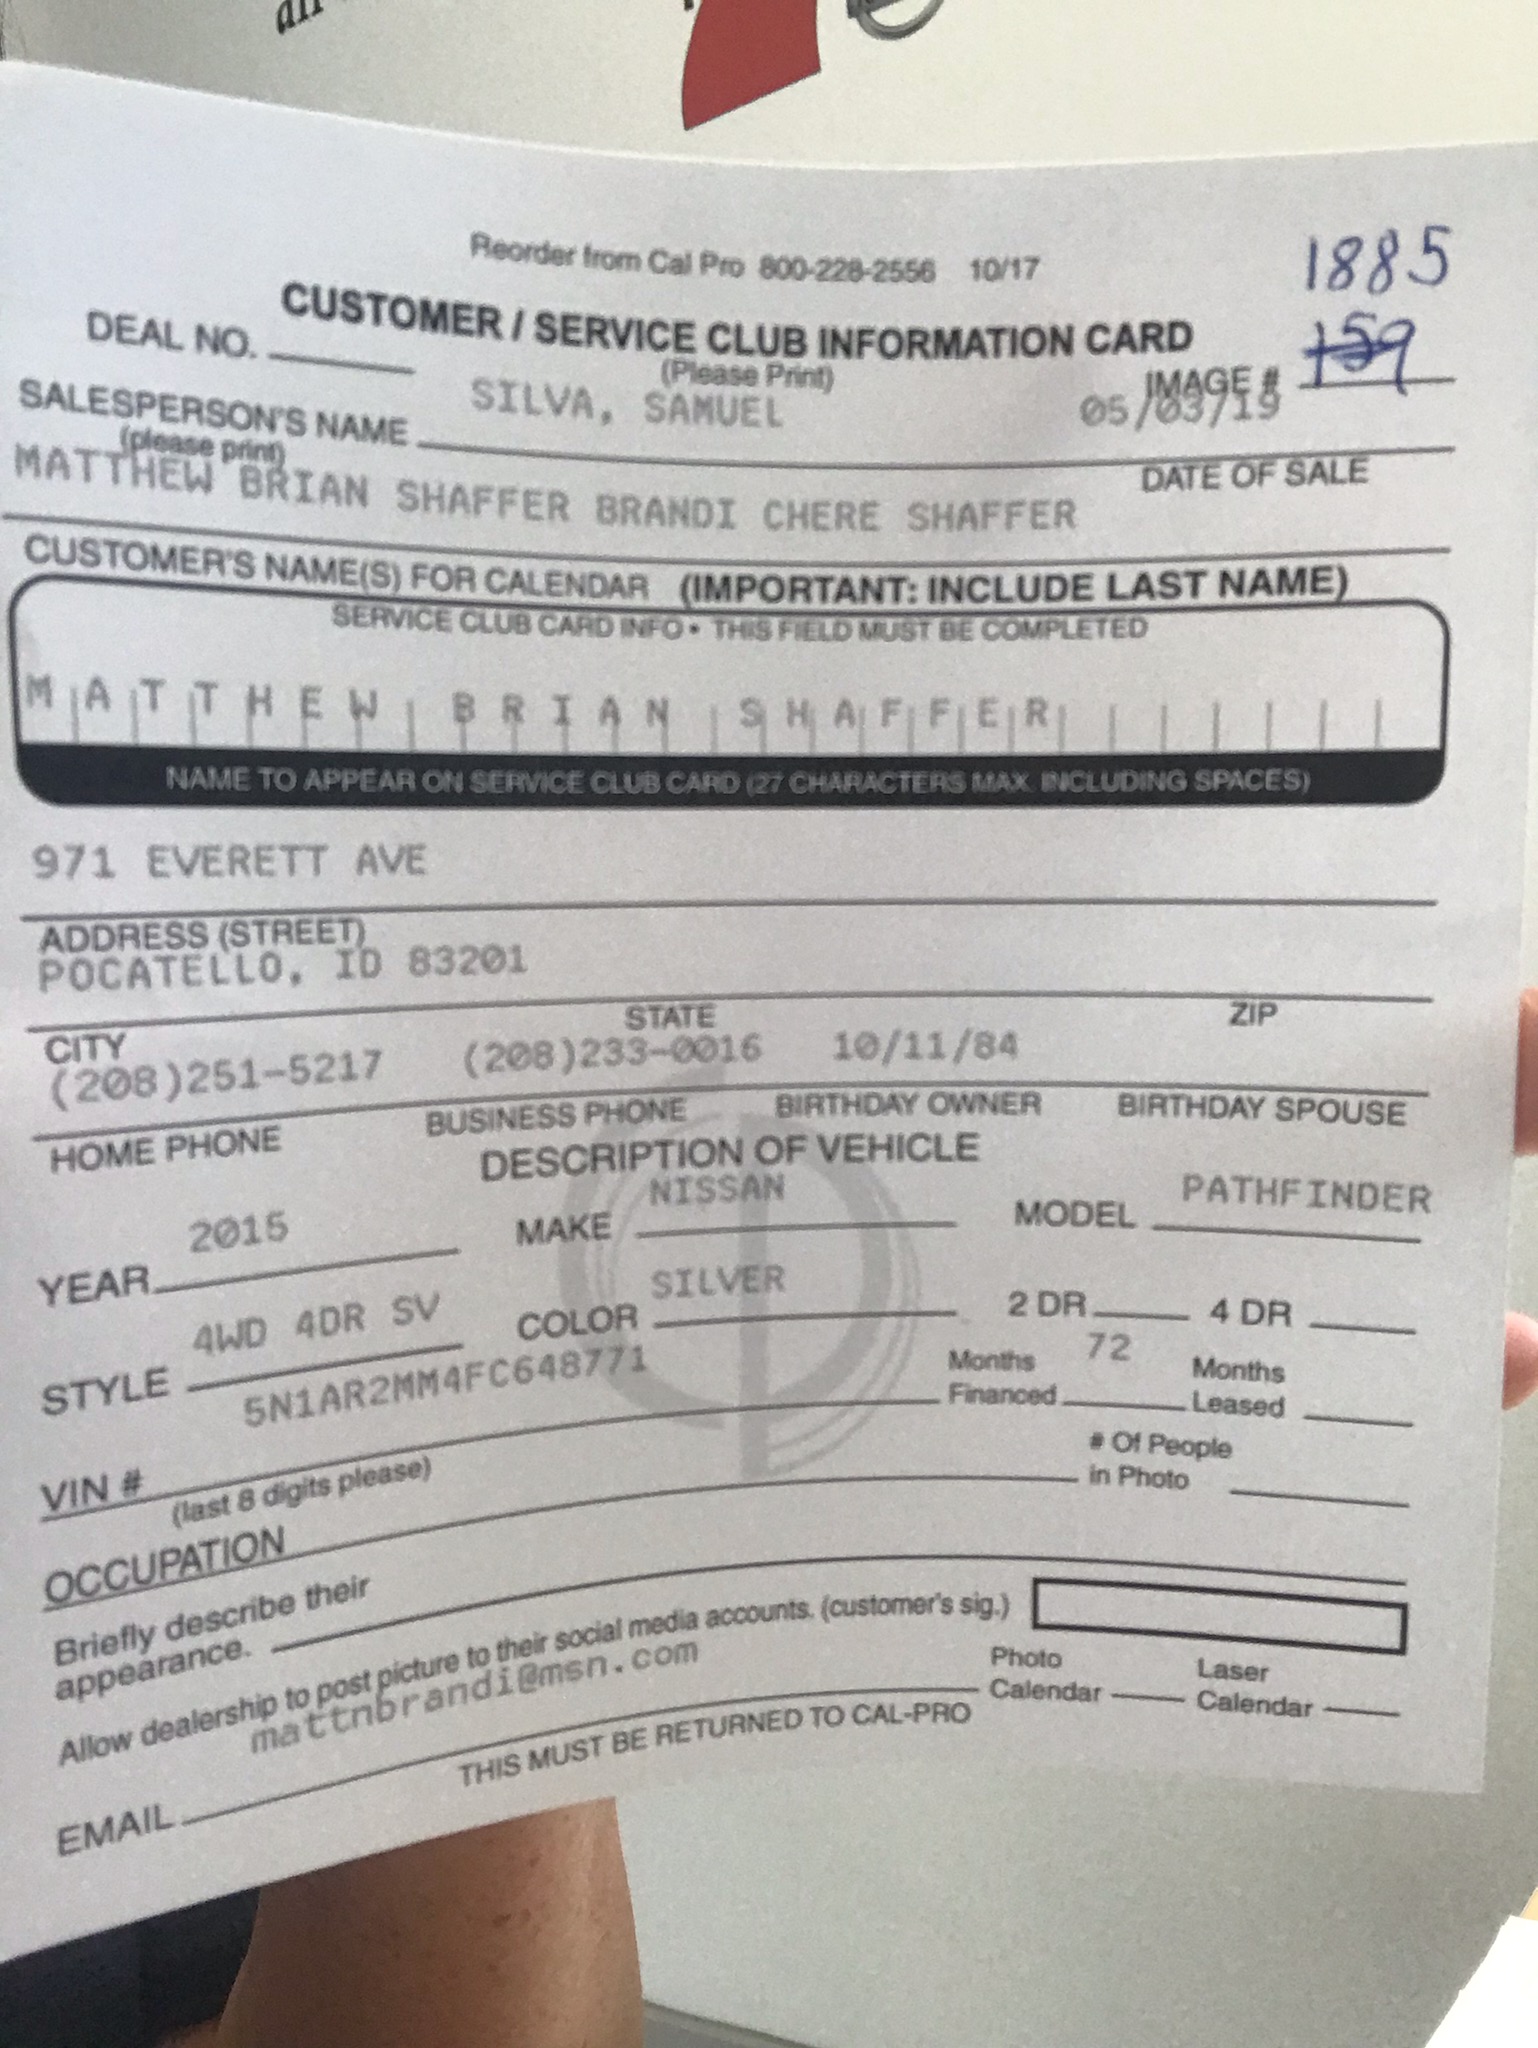 Reorder from Cal Pro 800-228-2556 10/17
1885
CUSTOMER / SERVICE CLUB INFORMATION CARD
(Please Print)
DEAL NO.
IMAGE # 159
SALESPERSON'S NAME SILVA, SAMUEL 05/03/19
(please print) DATE OF SALE
MATTHEW BRIAN SHAFFER BRANDI CHERE SHAFFER
CUSTOMER'S NAME(S) FOR CALENDAR (IMPORTANT: INCLUDE LAST NAME)
SERVICE CLUB CARD INFO • THIS FIELD MUST BE COMPLETED
MATTHEW BRIAN SHAFFER
NAME TO APPEAR ON SERVICE CLUB CARD (27 CHARACTERS MAX. INCLUDING SPACES)
971 EVERETT AVE
ADDRESS (STREET)
POCATELLO, ID 83201
CITY STATE ZIP
(208)251-5217 (208)233-0016 10/11/84
HOME PHONE BUSINESS PHONE BIRTHDAY OWNER BIRTHDAY SPOUSE
DESCRIPTION OF VEHICLE
YEAR 2015 MAKE NISSAN MODEL PATHFINDER
STYLE 4WD 4DR SV COLOR SILVER 2 DR 4 DR
VIN # 5N1AR2MM4FC648771 Months Financed 72 Months Leased
(last 8 digits please)
OCCUPATION # Of People in Photo
Briefly describe their
appearance.
Allow dealership to post picture to their social media accounts. (customer's sig.)
EMAIL mattnbrandi@msn.com Photo Calendar Laser Calendar
THIS MUST BE RETURNED TO CAL-PRO